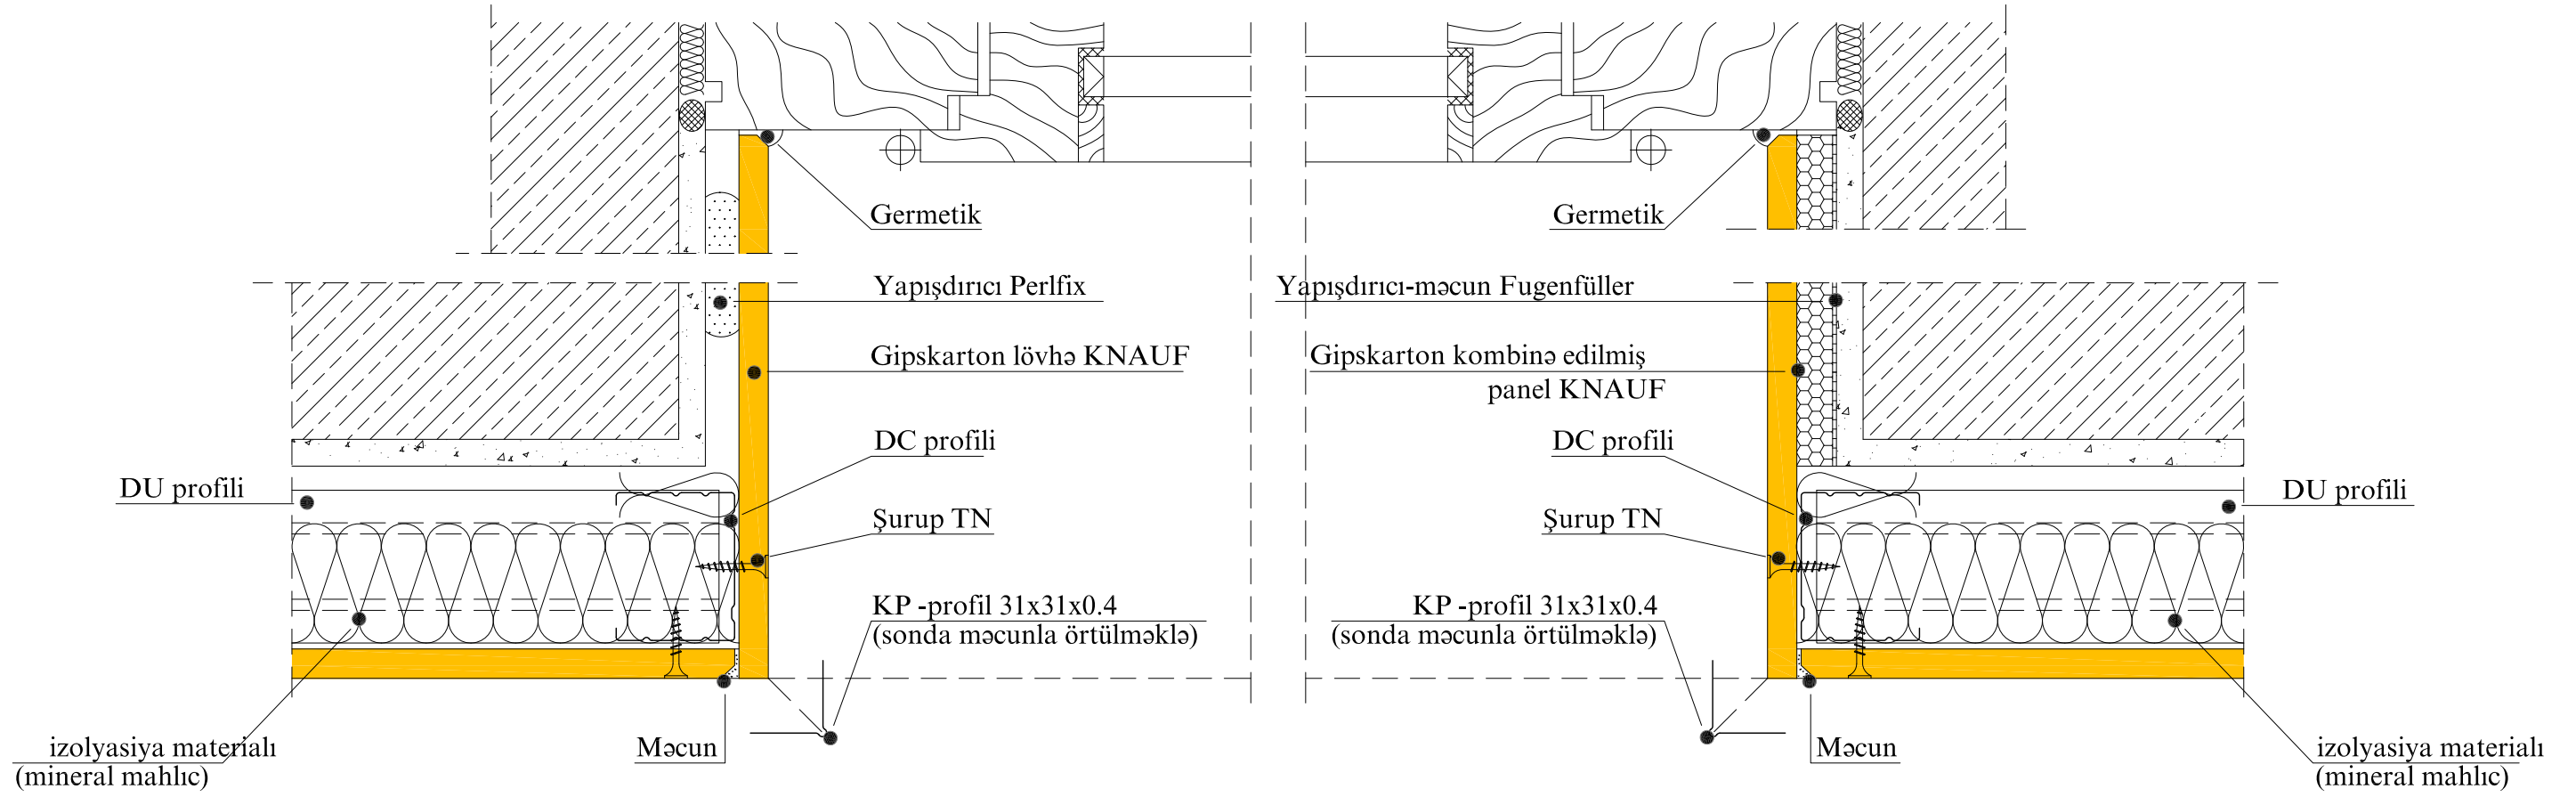 Germetik
Yapışdırıcı Perlfix
Gipskarton lövhə KNAUF
DC profili
DU profili
Şurup TN
KP -profil 31x31x0.4
(sonda məcunla örtülməklə)
izolyasiya materialı
(mineral mahlıc)
Məcun
Germetik
Yapışdırıcı-məcun Fugenfüller
Gipskarton kombinə edilmiş
panel KNAUF
DC profili
DU profili
Şurup TN
KP -profil 31x31x0.4
(sonda məcunla örtülməklə)
Məcun
izolyasiya materialı
(mineral mahlıc)